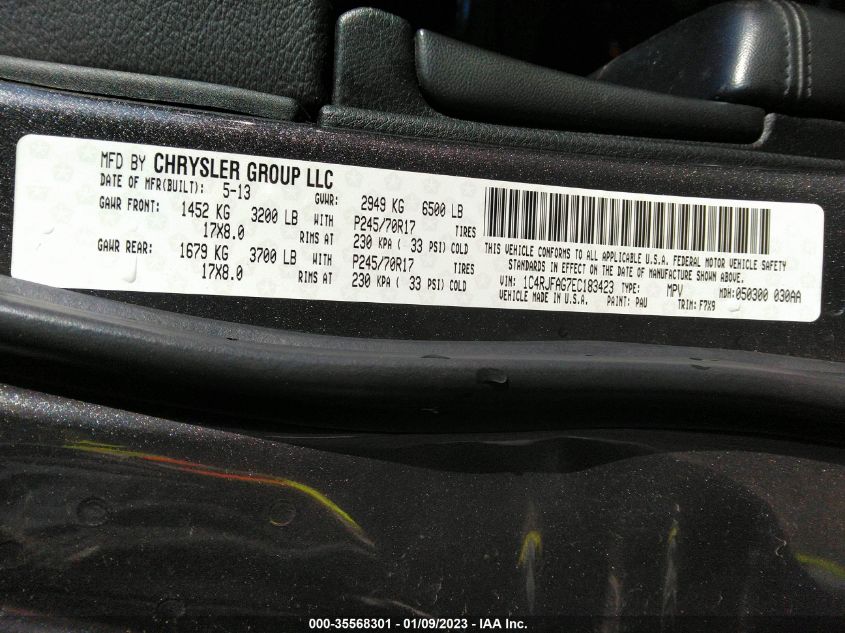 MFD BY CHRYSLER GROUP LLC
DATE OF MFR(BUILT): 5-13 GVWR: 2949 KG 6500 LB
GAWR FRONT: 1452 KG 3200 LB WITH P245/70R17 TIRES
17X8.0 RIMS AT 230 KPA ( 33 PSI) COLD
GAWR REAR: 1679 KG 3700 LB WITH P245/70R17 TIRES
17X8.0 RIMS AT 230 KPA ( 33 PSI) COLD
THIS VEHICLE CONFORMS TO ALL APPLICABLE U.S.A. FEDERAL MOTOR VEHICLE SAFETY
STANDARDS IN EFFECT ON THE DATE OF MANUFACTURE SHOWN ABOVE.
VIN: 1C4RJFAG7EC183423 TYPE: MPV MDH: 050300 030AA
VEHICLE MADE IN U.S.A. PAINT: PAU TRIM: F7X9
000-35568301 - 01/09/2023 - IAA Inc.